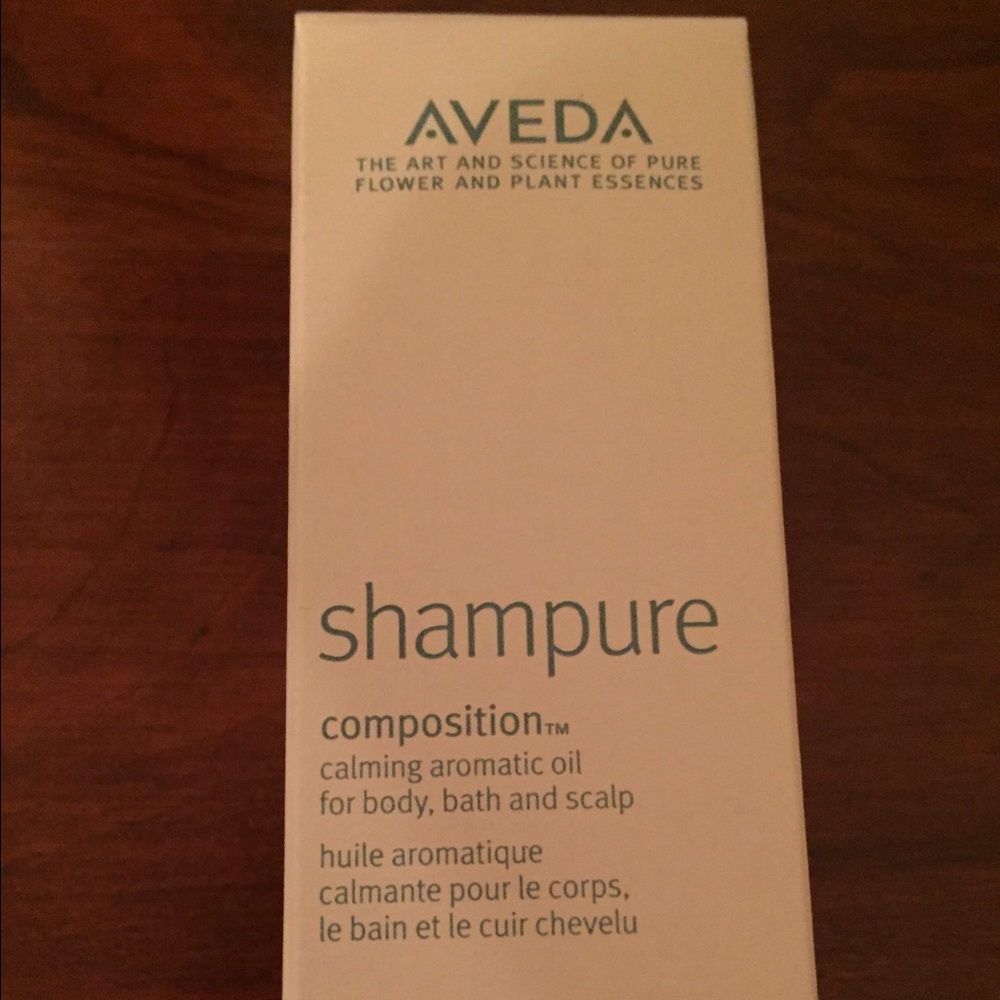 AVEDA
THE ART AND SCIENCE OF PURE
FLOWER AND PLANT ESSENCES
shampure
composition™
calming aromatic oil
for body, bath and scalp
huile aromatique
calmante pour le corps,
le bain et le cuir chevelu